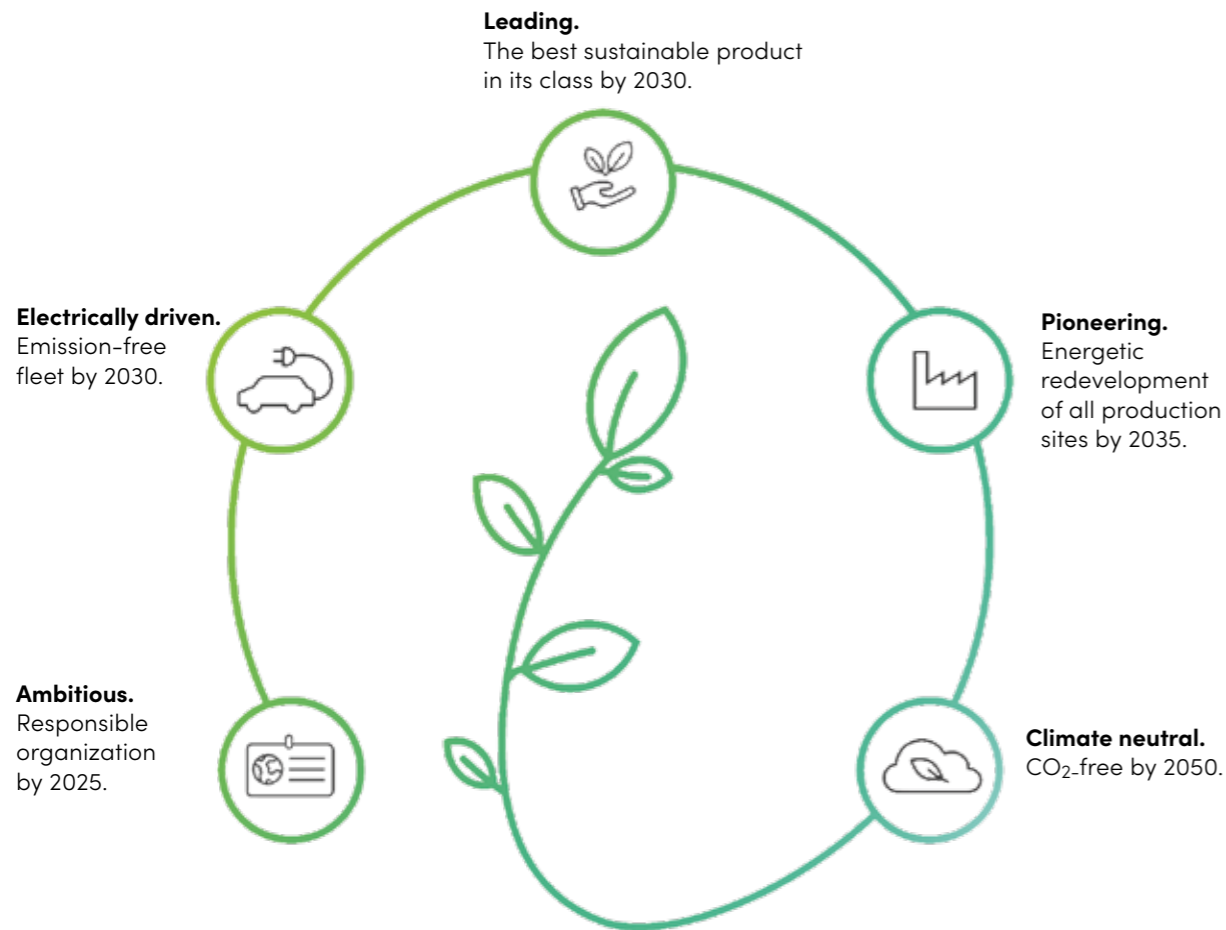 Leading.
The best sustainable product
in its class by 2030.
Electrically driven.
Emission-free
fleet by 2030.
Pioneering.
Energetic
redevelopment
of all production
sites by 2035.
Ambitious.
Responsible
organization
by 2025.
Climate neutral.
CO₂-free by 2050.